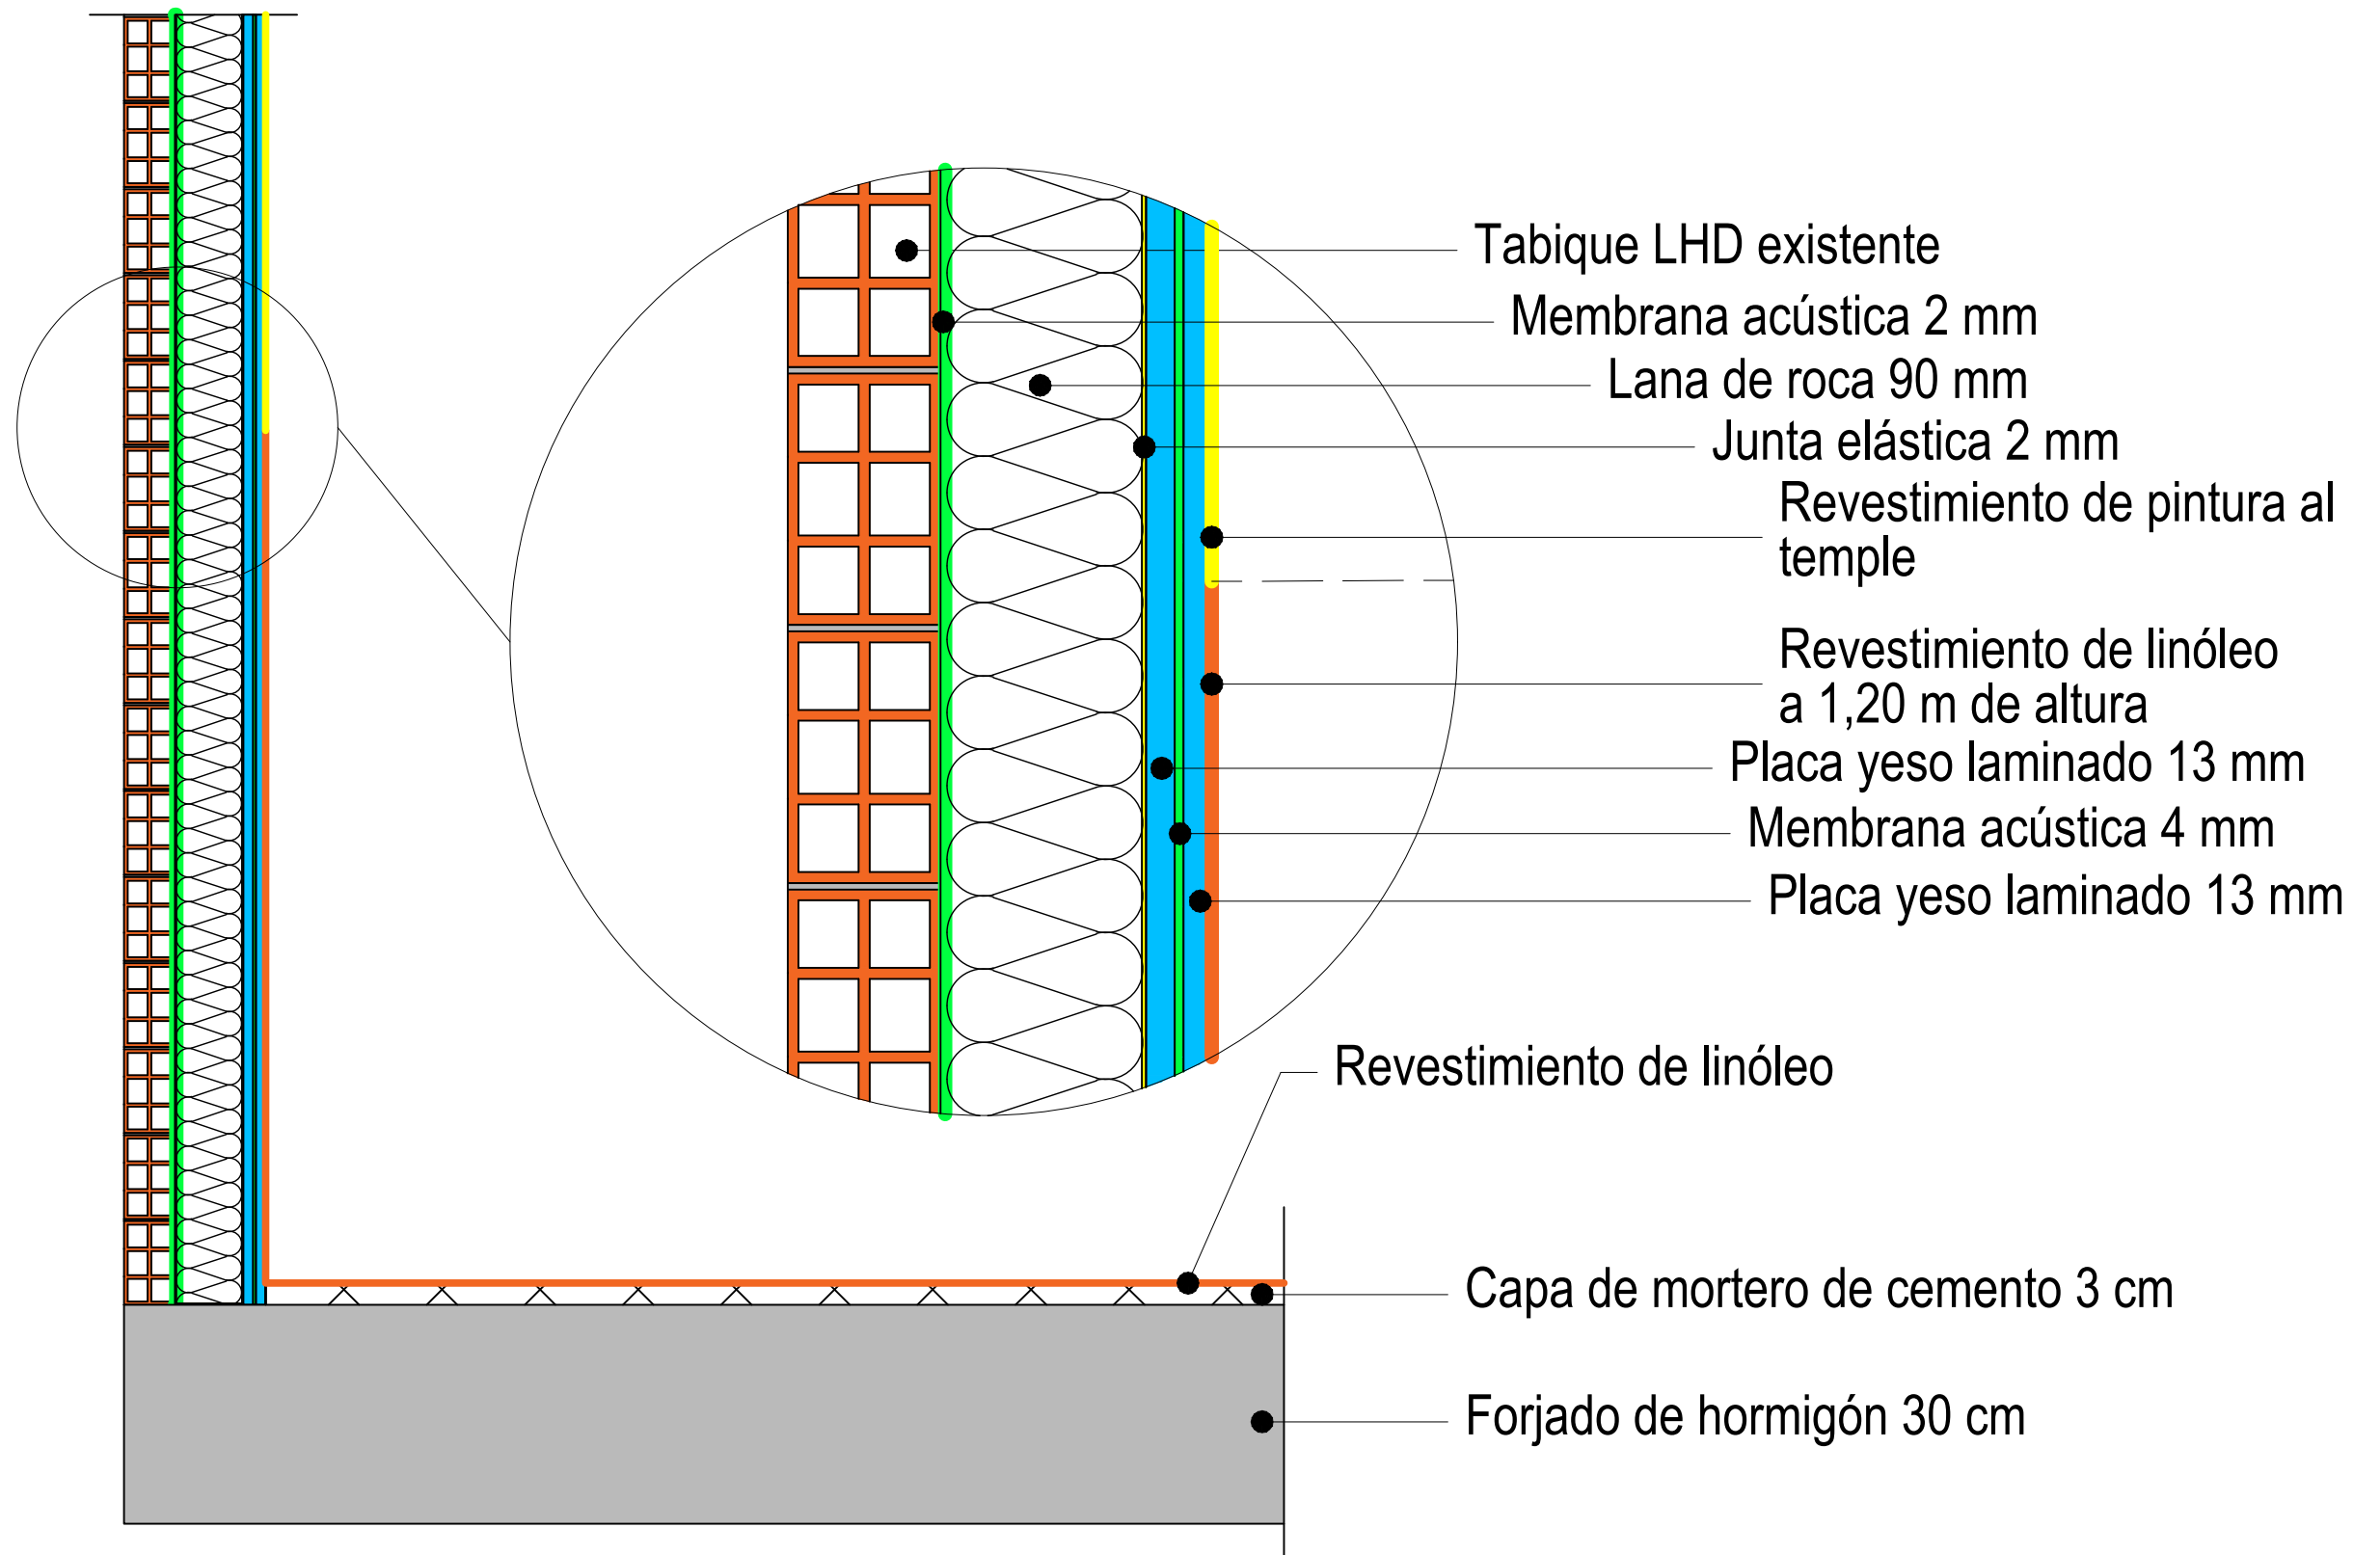 Tabique LHD existente
Membrana acústica 2 mm
Lana de roca 90 mm
Junta elástica 2 mm
Revestimiento de pintura al
temple
Revestimiento de linóleo
a 1,20 m de altura
Placa yeso laminado 13 mm
Membrana acústica 4 mm
Placa yeso laminado 13 mm
Revestimiento de linóleo
Capa de mortero de cemento 3 cm
Forjado de hormigón 30 cm